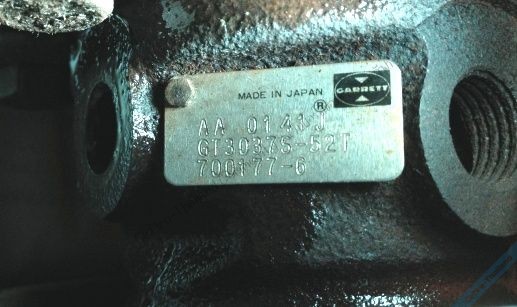 MADE IN JAPAN
GARRETT
®
AA 0141J
GT3037S-52T
700177-6